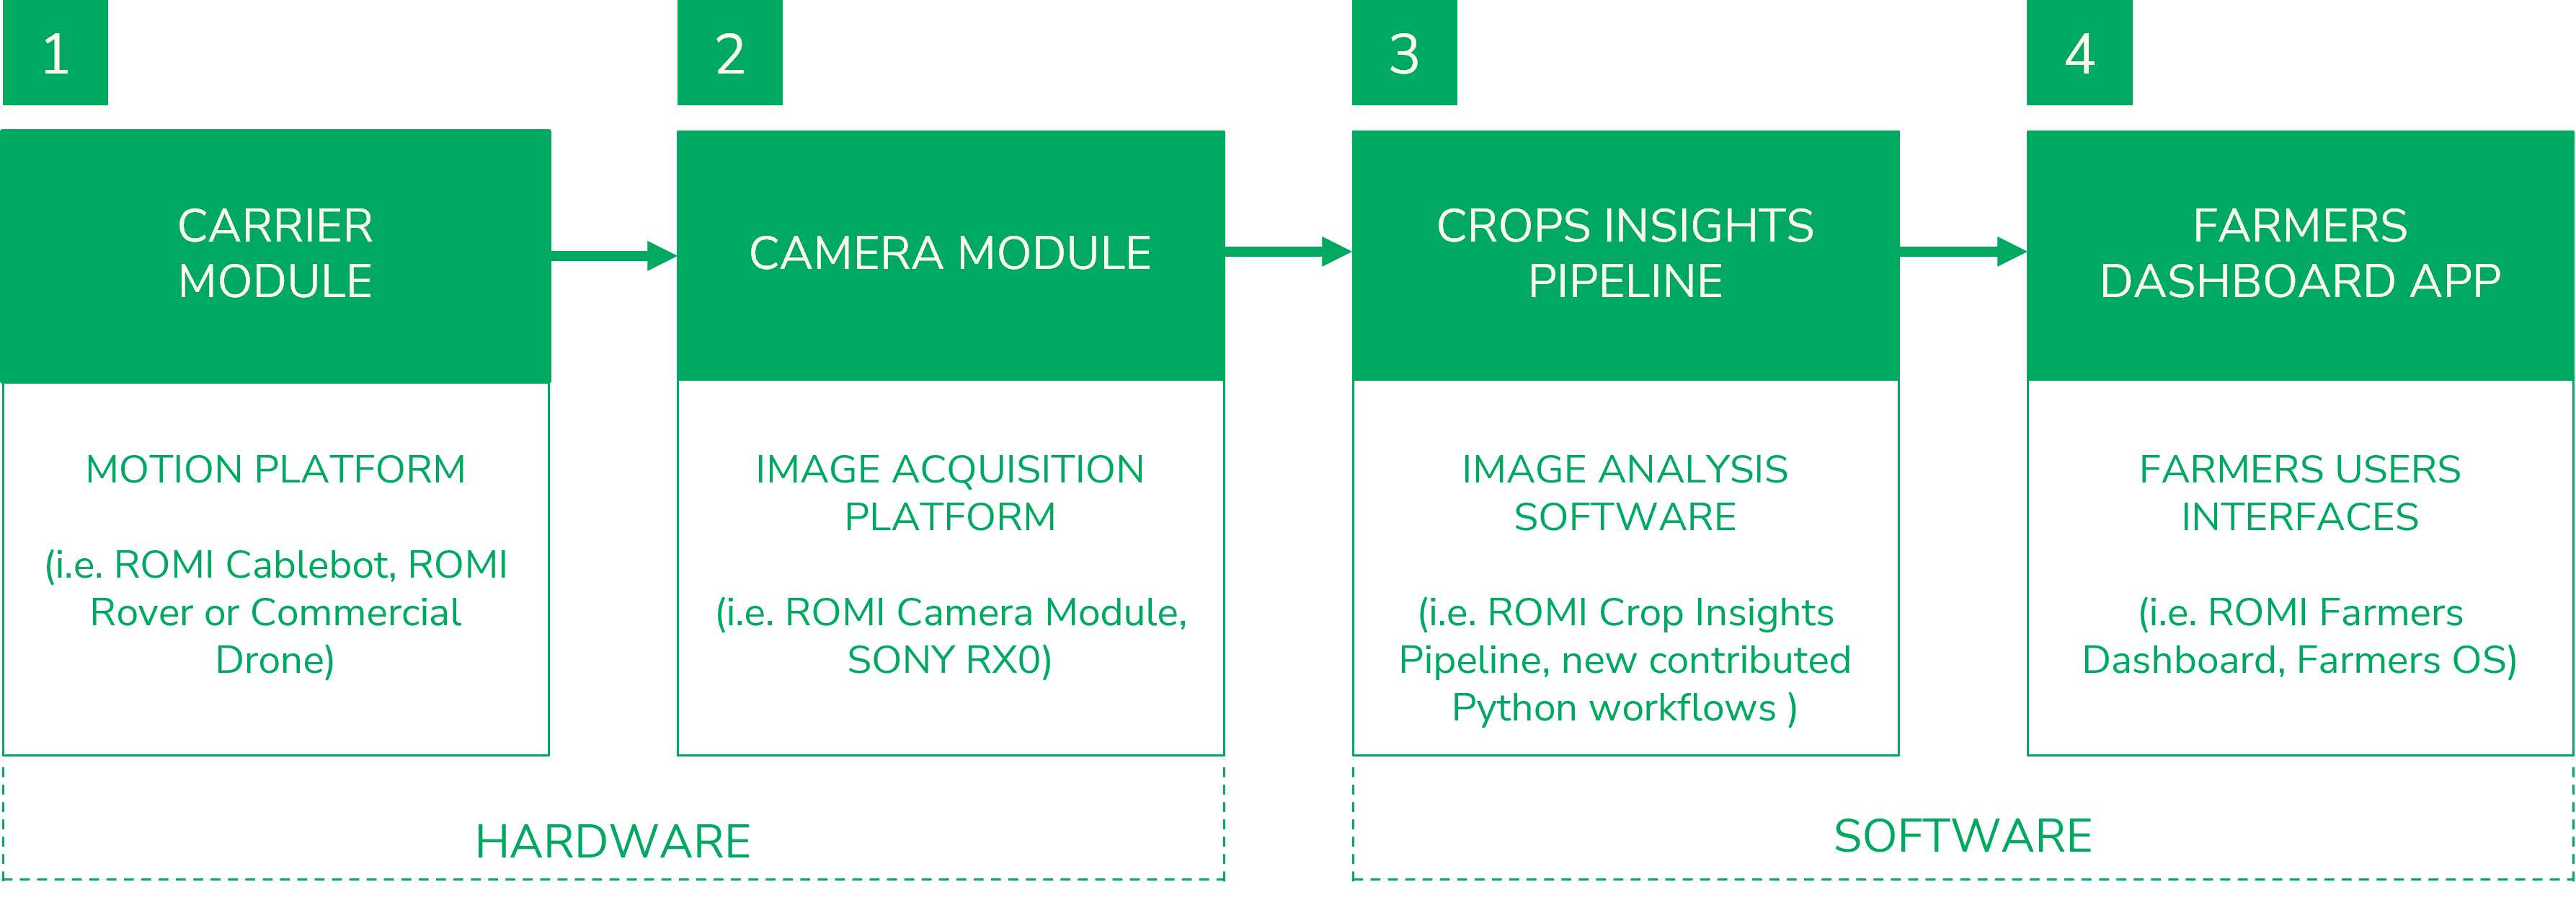 1
CARRIER
MODULE
MOTION PLATFORM
(i.e. ROMI Cablebot, ROMI
Rover or Commercial
Drone)
2
CAMERA MODULE
IMAGE ACQUISITION
PLATFORM
(i.e. ROMI Camera Module,
SONY RX0)
3
CROPS INSIGHTS
PIPELINE
IMAGE ANALYSIS
SOFTWARE
(i.e. ROMI Crop Insights
Pipeline, new contributed
Python workflows )
4
FARMERS
DASHBOARD APP
FARMERS USERS
INTERFACES
(i.e. ROMI Farmers
Dashboard, Farmers OS)
HARDWARE
SOFTWARE